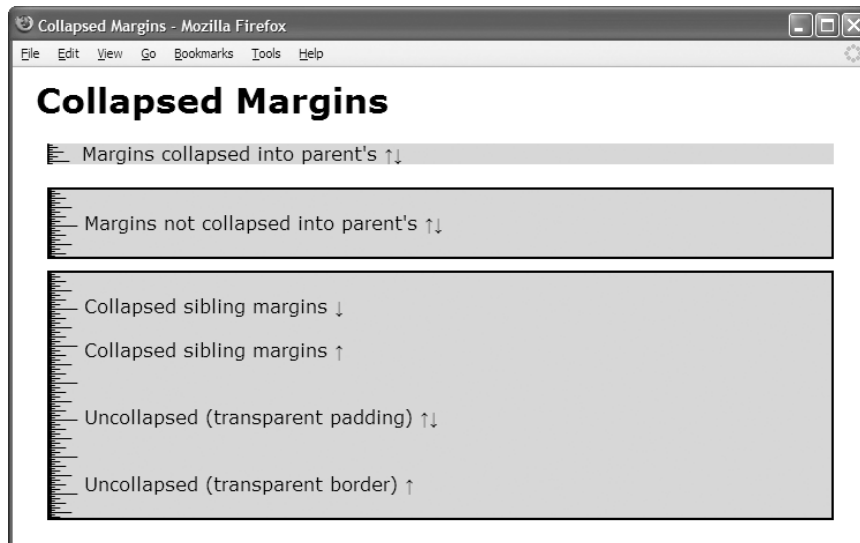 Collapsed Margins - Mozilla Firefox
File Edit View Go Bookmarks Tools Help
Collapsed Margins
Margins collapsed into parent's ↑↓
Margins not collapsed into parent's ↑↓
Collapsed sibling margins ↓
Collapsed sibling margins ↑
Uncollapsed (transparent padding) ↑↓
Uncollapsed (transparent border) ↑